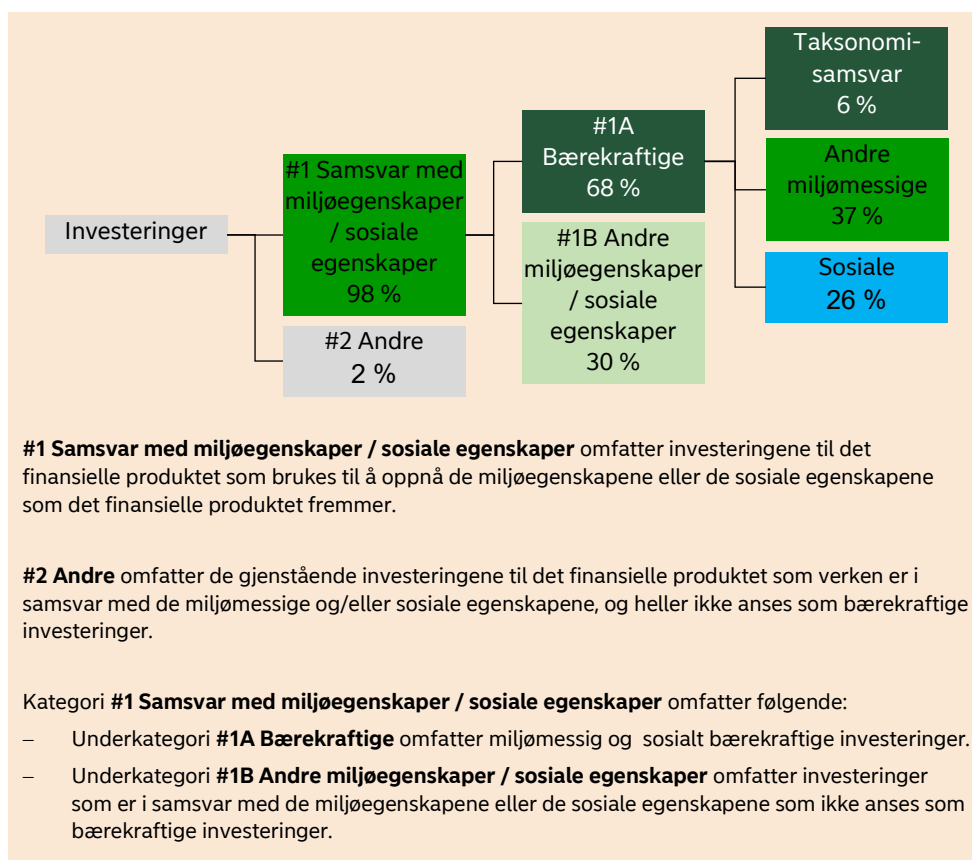 Taksonomi-
samsvar
6 %
#1A
Bærekraftige
68 %
Andre
miljømessige
37 %
#1 Samsvar med
miljøegenskaper
/ sosiale
egenskaper
98 %
Investeringer
#1B Andre
miljøegenskaper
/ sosiale
egenskaper
30 %
Sosiale
26 %
#2 Andre
2 %
#1 Samsvar med miljøegenskaper / sosiale egenskaper omfatter investeringene til det
finansielle produktet som brukes til å oppnå de miljøegenskapene eller de sosiale egenskapene
som det finansielle produktet fremmer.
#2 Andre omfatter de gjenstående investeringene til det finansielle produktet som verken er i
samsvar med de miljømessige og/eller sosiale egenskapene, og heller ikke anses som bærekraftige
investeringer.
Kategori #1 Samsvar med miljøegenskaper / sosiale egenskaper omfatter følgende:
– Underkategori #1A Bærekraftige omfatter miljømessig og sosialt bærekraftige investeringer.
– Underkategori #1B Andre miljøegenskaper / sosiale egenskaper omfatter investeringer
som er i samsvar med de miljøegenskapene eller de sosiale egenskapene som ikke anses som
bærekraftige investeringer.